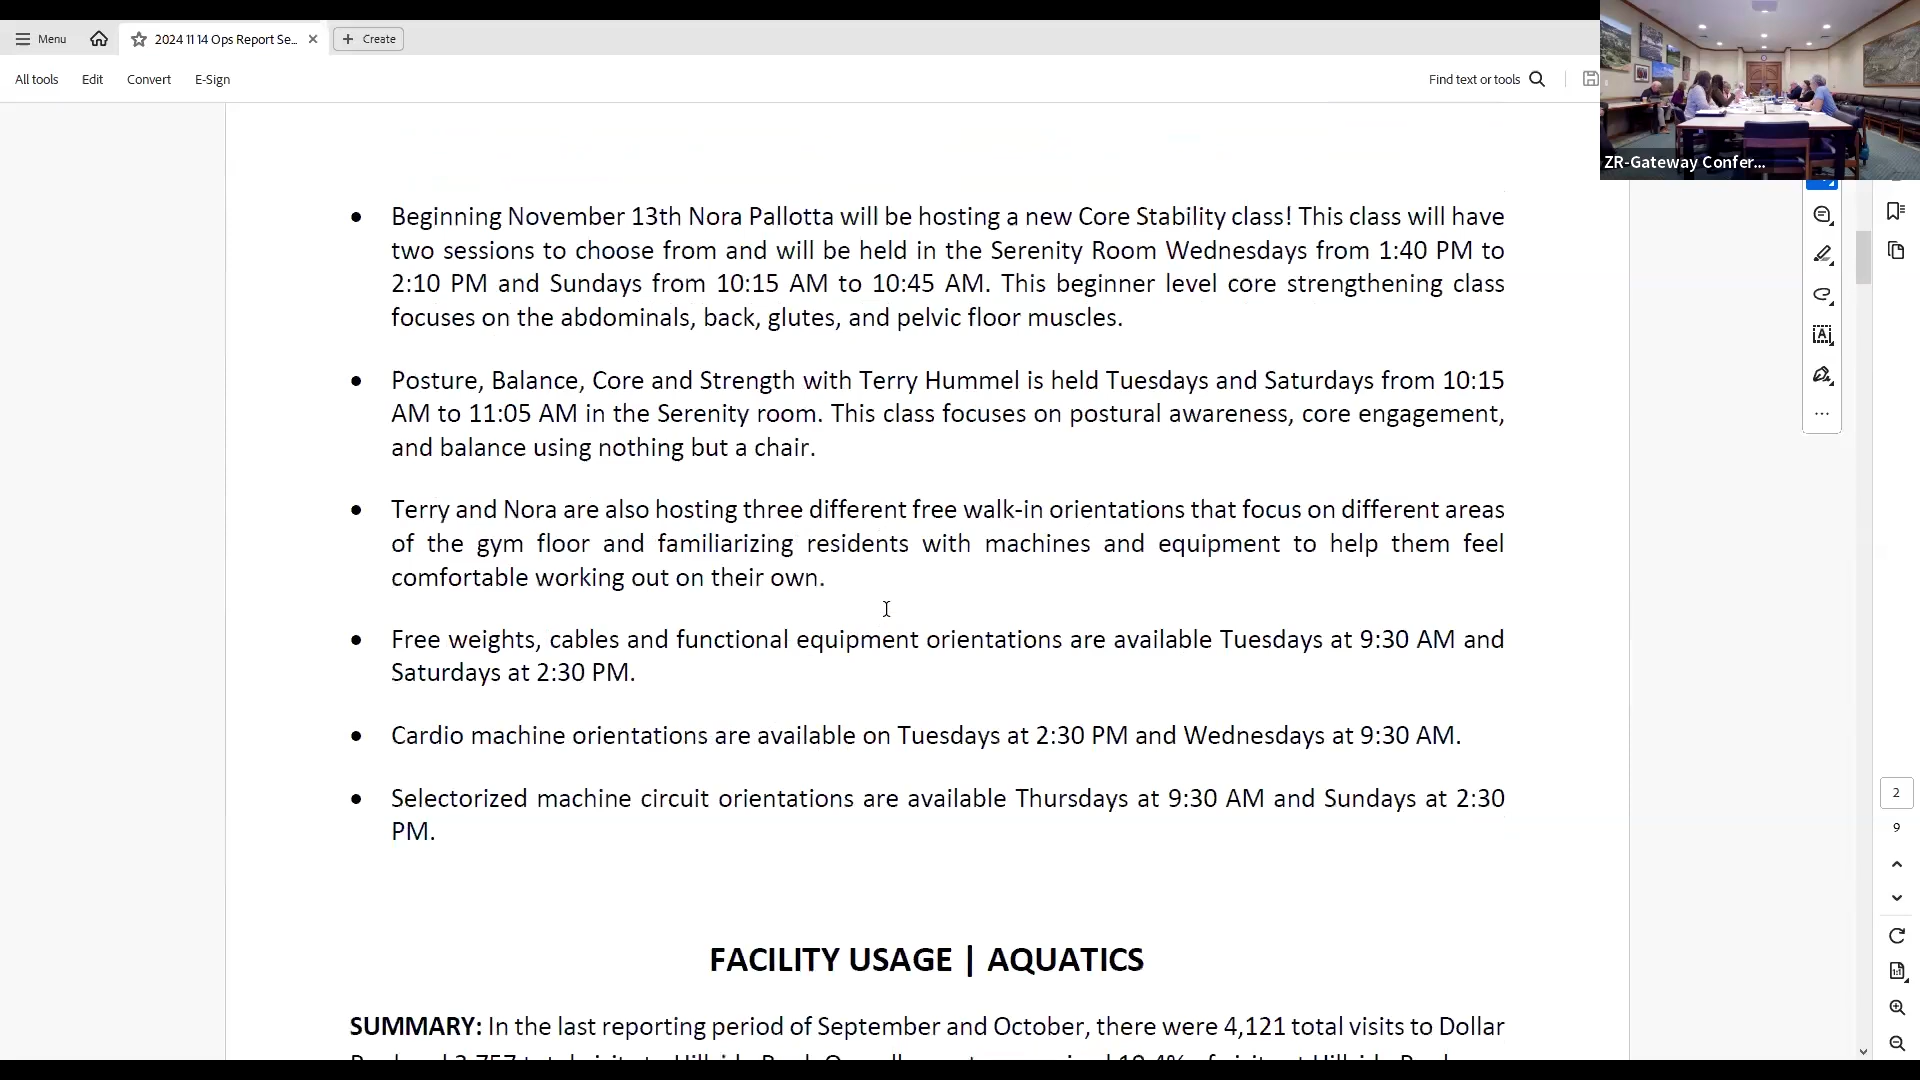 Menu
2024 11 14 Ops Report Se...
Create
All tools
Edit
Convert
E-Sign
Find text or tools
ZR-Gateway Confer...
• Beginning November 13th Nora Pallotta will be hosting a new Core Stability class! This class will have
two sessions to choose from and will be held in the Serenity Room Wednesdays from 1:40 PM to
2:10 PM and Sundays from 10:15 AM to 10:45 AM. This beginner level core strengthening class
focuses on the abdominals, back, glutes, and pelvic floor muscles.
• Posture, Balance, Core and Strength with Terry Hummel is held Tuesdays and Saturdays from 10:15
AM to 11:05 AM in the Serenity room. This class focuses on postural awareness, core engagement,
and balance using nothing but a chair.
• Terry and Nora are also hosting three different free walk-in orientations that focus on different areas
of the gym floor and familiarizing residents with machines and equipment to help them feel
comfortable working out on their own.
• Free weights, cables and functional equipment orientations are available Tuesdays at 9:30 AM and
Saturdays at 2:30 PM.
• Cardio machine orientations are available on Tuesdays at 2:30 PM and Wednesdays at 9:30 AM.
• Selectorized machine circuit orientations are available Thursdays at 9:30 AM and Sundays at 2:30
PM.
2
9
FACILITY USAGE | AQUATICS
SUMMARY: In the last reporting period of September and October, there were 4,121 total visits to Dollar